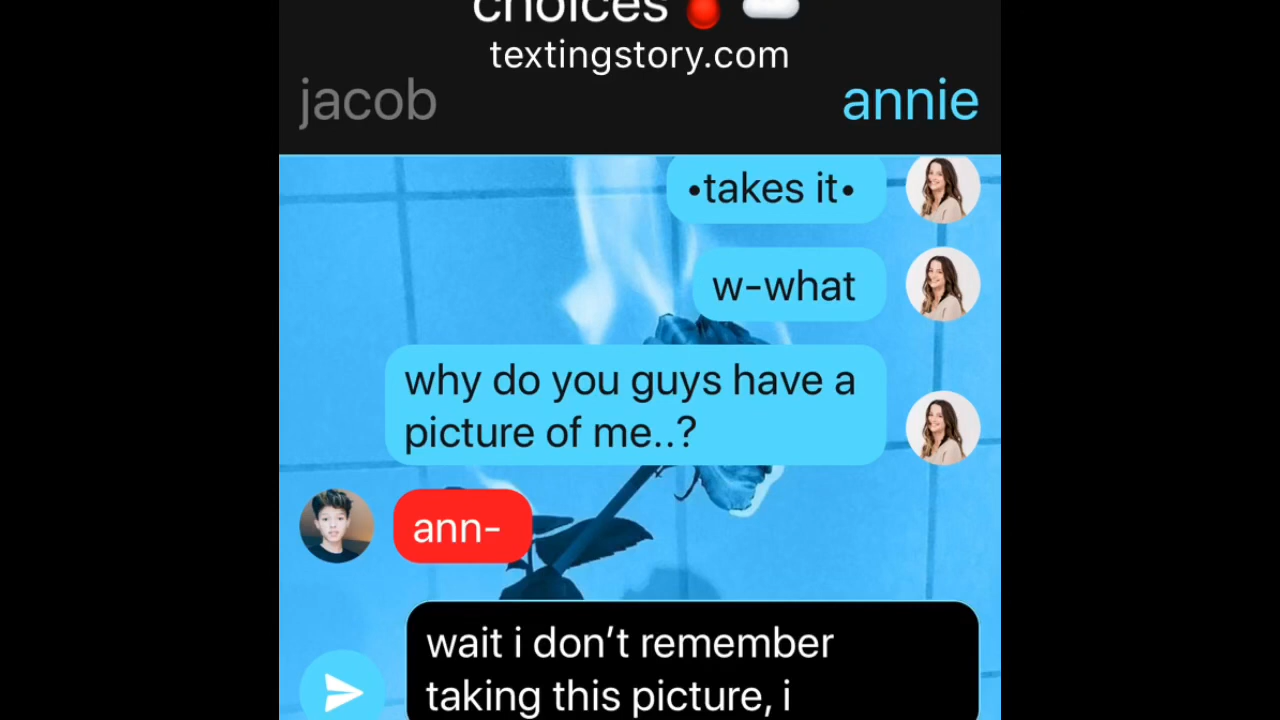 choices
textingstory.com
jacob
annie
•takes it•
w-what
why do you guys have a
picture of me..?
ann-
wait i don’t remember
taking this picture, i